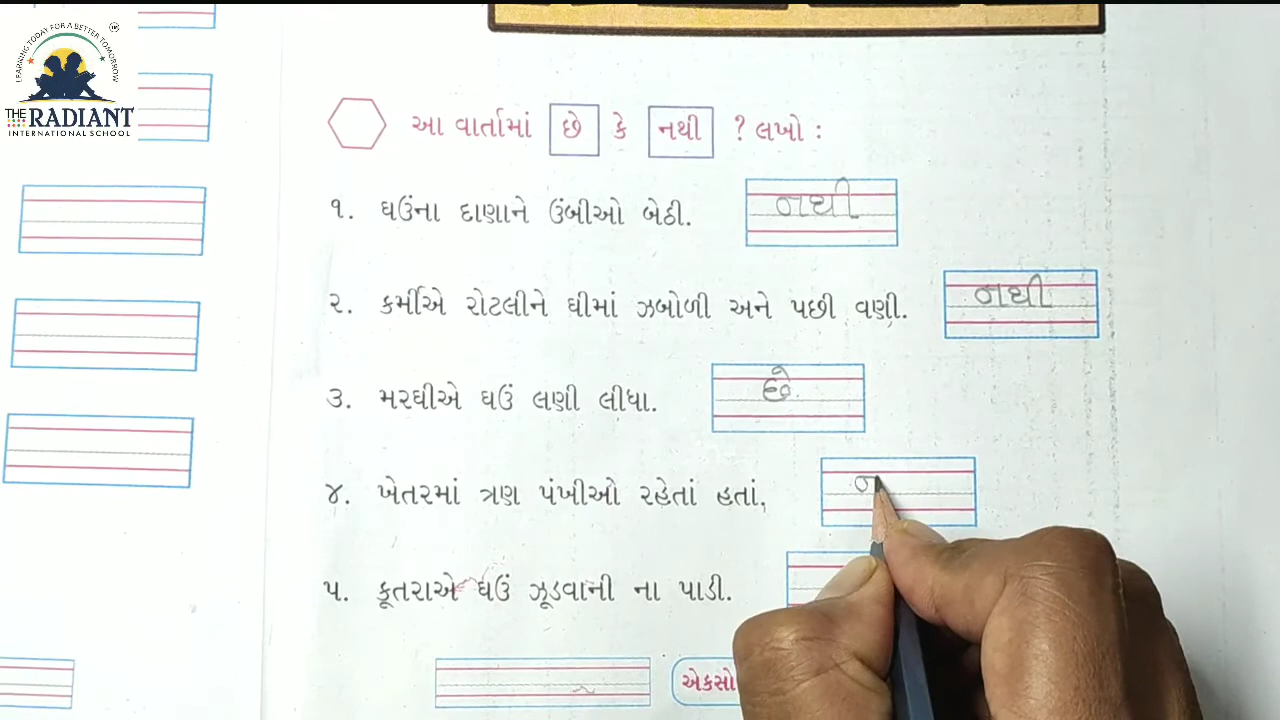 LEARNING TODAY FOR A BETTER TOMORROW
THE RADIANT
INTERNATIONAL SCHOOL
આ વાર્તામાં છે કે નથી ? લખો :
૧. ઘઉંના દાણાને ઉંબીઓ બેઠી. નથી
૨. કર્મીએ રોટલીને ઘીમાં ઝબોળી અને પછી વણી. નથી
૩. મરઘીએ ઘઉં લણી લીધા. છે.
૪. ખેતરમાં ત્રણ પંખીઓ રહેતાં હતાં, ન
૫. કૂતરાએ ઘઉં ઝૂડવાની ના પાડી.
એકસો